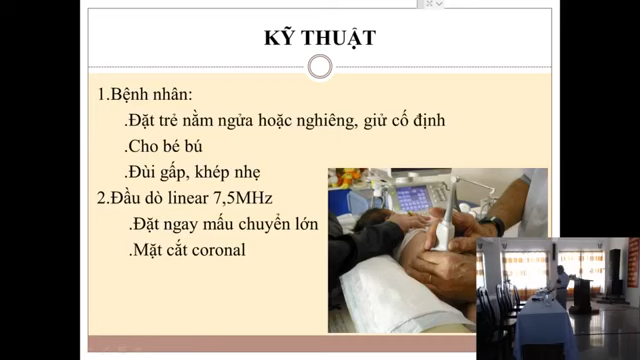 KỸ THUẬT
1.Bệnh nhân:
.Đặt trẻ nằm ngửa hoặc nghiêng, giử cố định
.Cho bé bú
.Đùi gấp, khép nhẹ
2.Đầu dò linear 7,5MHz
.Đặt ngay mấu chuyển lớn
.Mặt cắt coronal